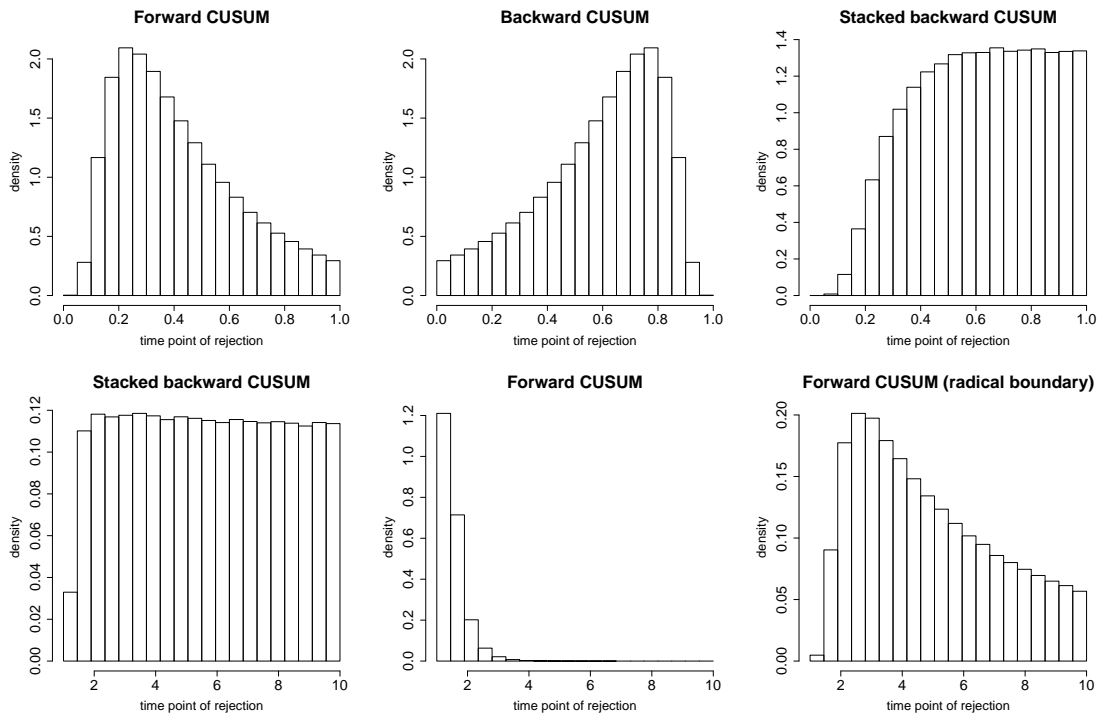 Forward CUSUM
density
0.0 0.5 1.0 1.5 2.0
0.0 0.2 0.4 0.6 0.8 1.0
time point of rejection
Backward CUSUM
density
0.0 0.5 1.0 1.5 2.0
0.0 0.2 0.4 0.6 0.8 1.0
time point of rejection
Stacked backward CUSUM
density
0.0 0.2 0.4 0.6 0.8 1.0 1.2 1.4
0.0 0.2 0.4 0.6 0.8 1.0
time point of rejection
Stacked backward CUSUM
density
0.00 0.02 0.04 0.06 0.08 0.10 0.12
2 4 6 8 10
time point of rejection
Forward CUSUM
density
0.0 0.2 0.4 0.6 0.8 1.0 1.2
2 4 6 8 10
time point of rejection
Forward CUSUM (radical boundary)
density
0.00 0.05 0.10 0.15 0.20
2 4 6 8 10
time point of rejection